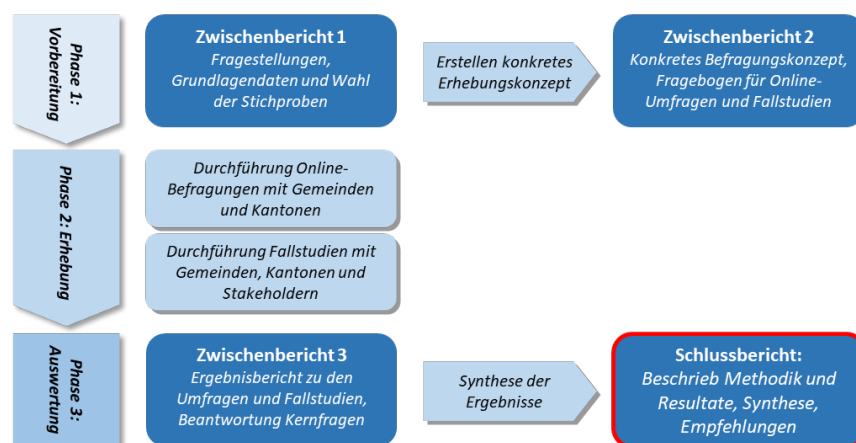 Phase 1:
Vorbereitung
Zwischenbericht 1
Fragestellungen,
Grundlagendaten und Wahl
der Stichproben
Erstellen konkretes
Erhebungskonzept
Zwischenbericht 2
Konkretes Befragungskonzept,
Fragebogen für Online-
Umfragen und Fallstudien
Phase 2: Erhebung
Durchführung Online-
Befragungen mit Gemeinden
und Kantonen
Durchführung Fallstudien mit
Gemeinden, Kantonen und
Stakeholdern
Phase 3:
Auswertung
Zwischenbericht 3
Ergebnisbericht zu den
Umfragen und Fallstudien,
Beantwortung Kernfragen
Synthese der
Ergebnisse
Schlussbericht:
Beschrieb Methodik und
Resultate, Synthese,
Empfehlungen